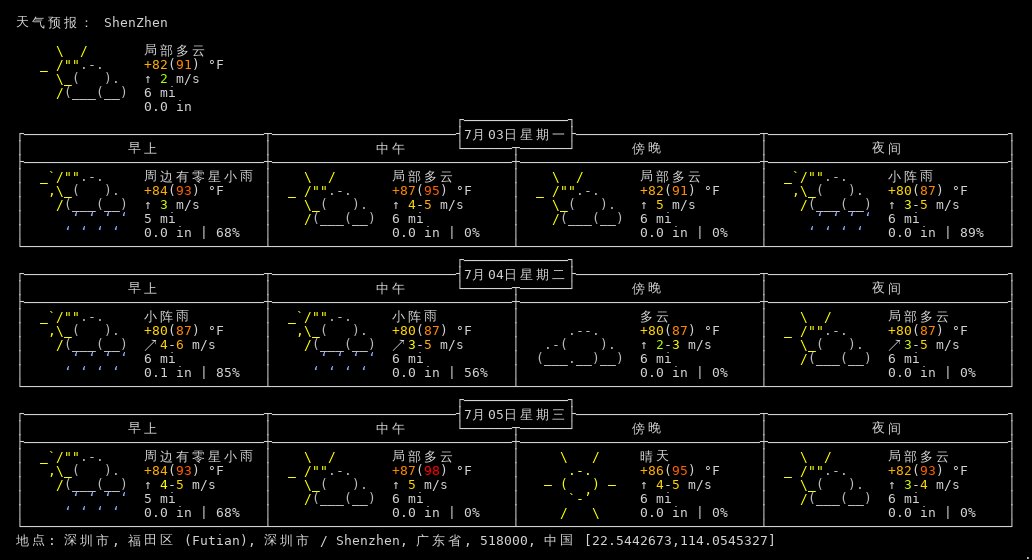 天气预报： ShenZhen
局部多云
+82(91) °F
↑ 2 m/s
6 mi
0.0 in
7月03日星期一
早上 中午 傍晚 夜间
周边有零星小雨 局部多云 局部多云 小阵雨
+84(93) °F +87(95) °F +82(91) °F +80(87) °F
↑ 3 m/s ↑ 4-5 m/s ↑ 5 m/s ↑ 3-5 m/s
5 mi 6 mi 6 mi 6 mi
0.0 in | 68% 0.0 in | 0% 0.0 in | 0% 0.0 in | 89%
7月04日星期二
早上 中午 傍晚 夜间
小阵雨 小阵雨 多云 局部多云
+80(87) °F +80(87) °F +80(87) °F +80(87) °F
↗ 4-6 m/s ↗ 3-5 m/s ↑ 2-3 m/s ↗ 3-5 m/s
6 mi 6 mi 6 mi 6 mi
0.1 in | 85% 0.0 in | 56% 0.0 in | 0% 0.0 in | 0%
7月05日星期三
早上 中午 傍晚 夜间
周边有零星小雨 局部多云 晴天 局部多云
+84(93) °F +87(98) °F +86(95) °F +82(93) °F
↑ 4-5 m/s ↑ 5 m/s ↑ 4-5 m/s ↑ 3-4 m/s
5 mi 6 mi 6 mi 6 mi
0.0 in | 68% 0.0 in | 0% 0.0 in | 0% 0.0 in | 0%
地点: 深圳市, 福田区 (Futian), 深圳市 / Shenzhen, 广东省, 518000, 中国 [22.5442673,114.0545327]